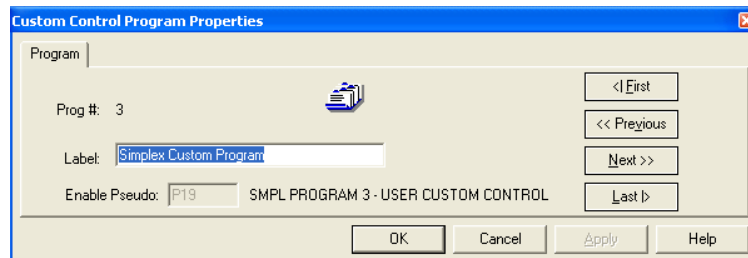 Custom Control Program Properties
Program
<| First
Prog #: 3
<< Previous
Label: Simplex Custom Program
Next >>
Enable Pseudo: P19 SMPL PROGRAM 3 - USER CUSTOM CONTROL
Last |>
OK Cancel Apply Help